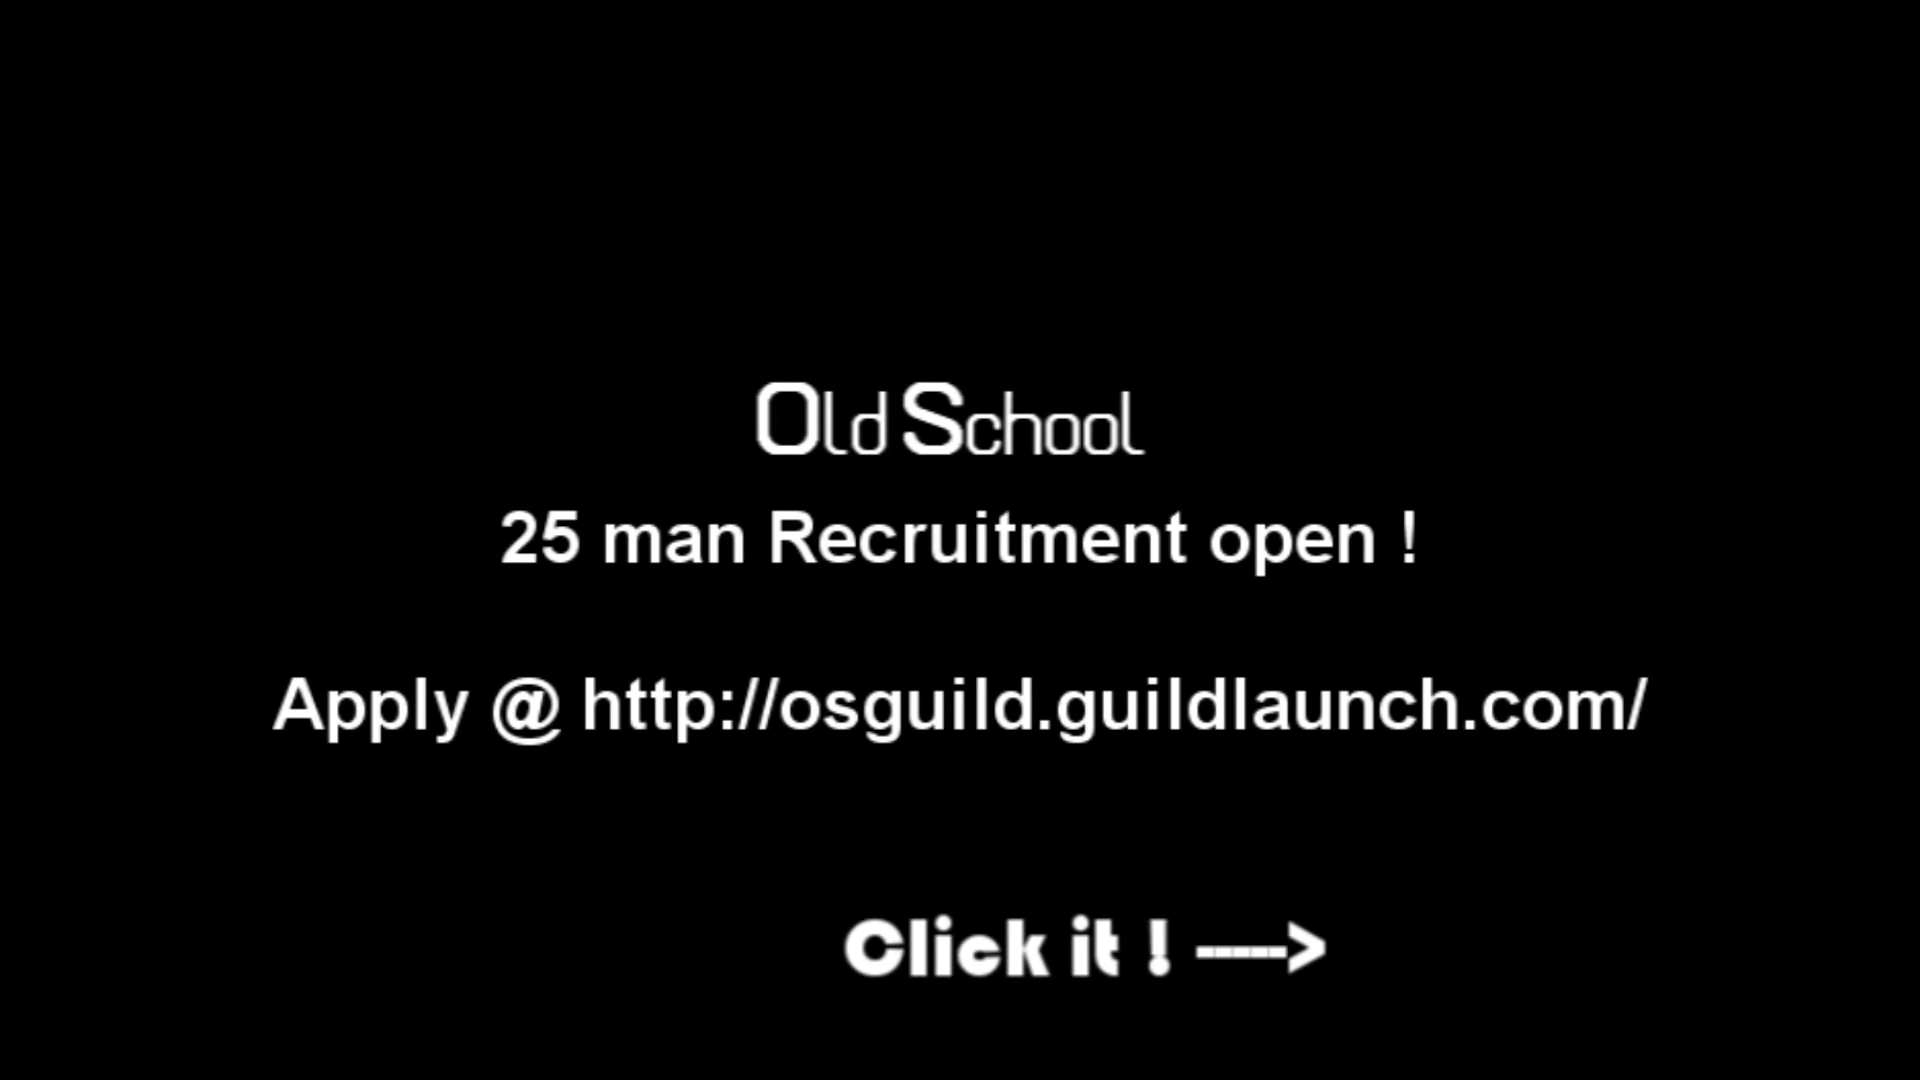 Old School
25 man Recruitment open !
Apply @ http://osguild.guildlaunch.com/
Click it ! ----->